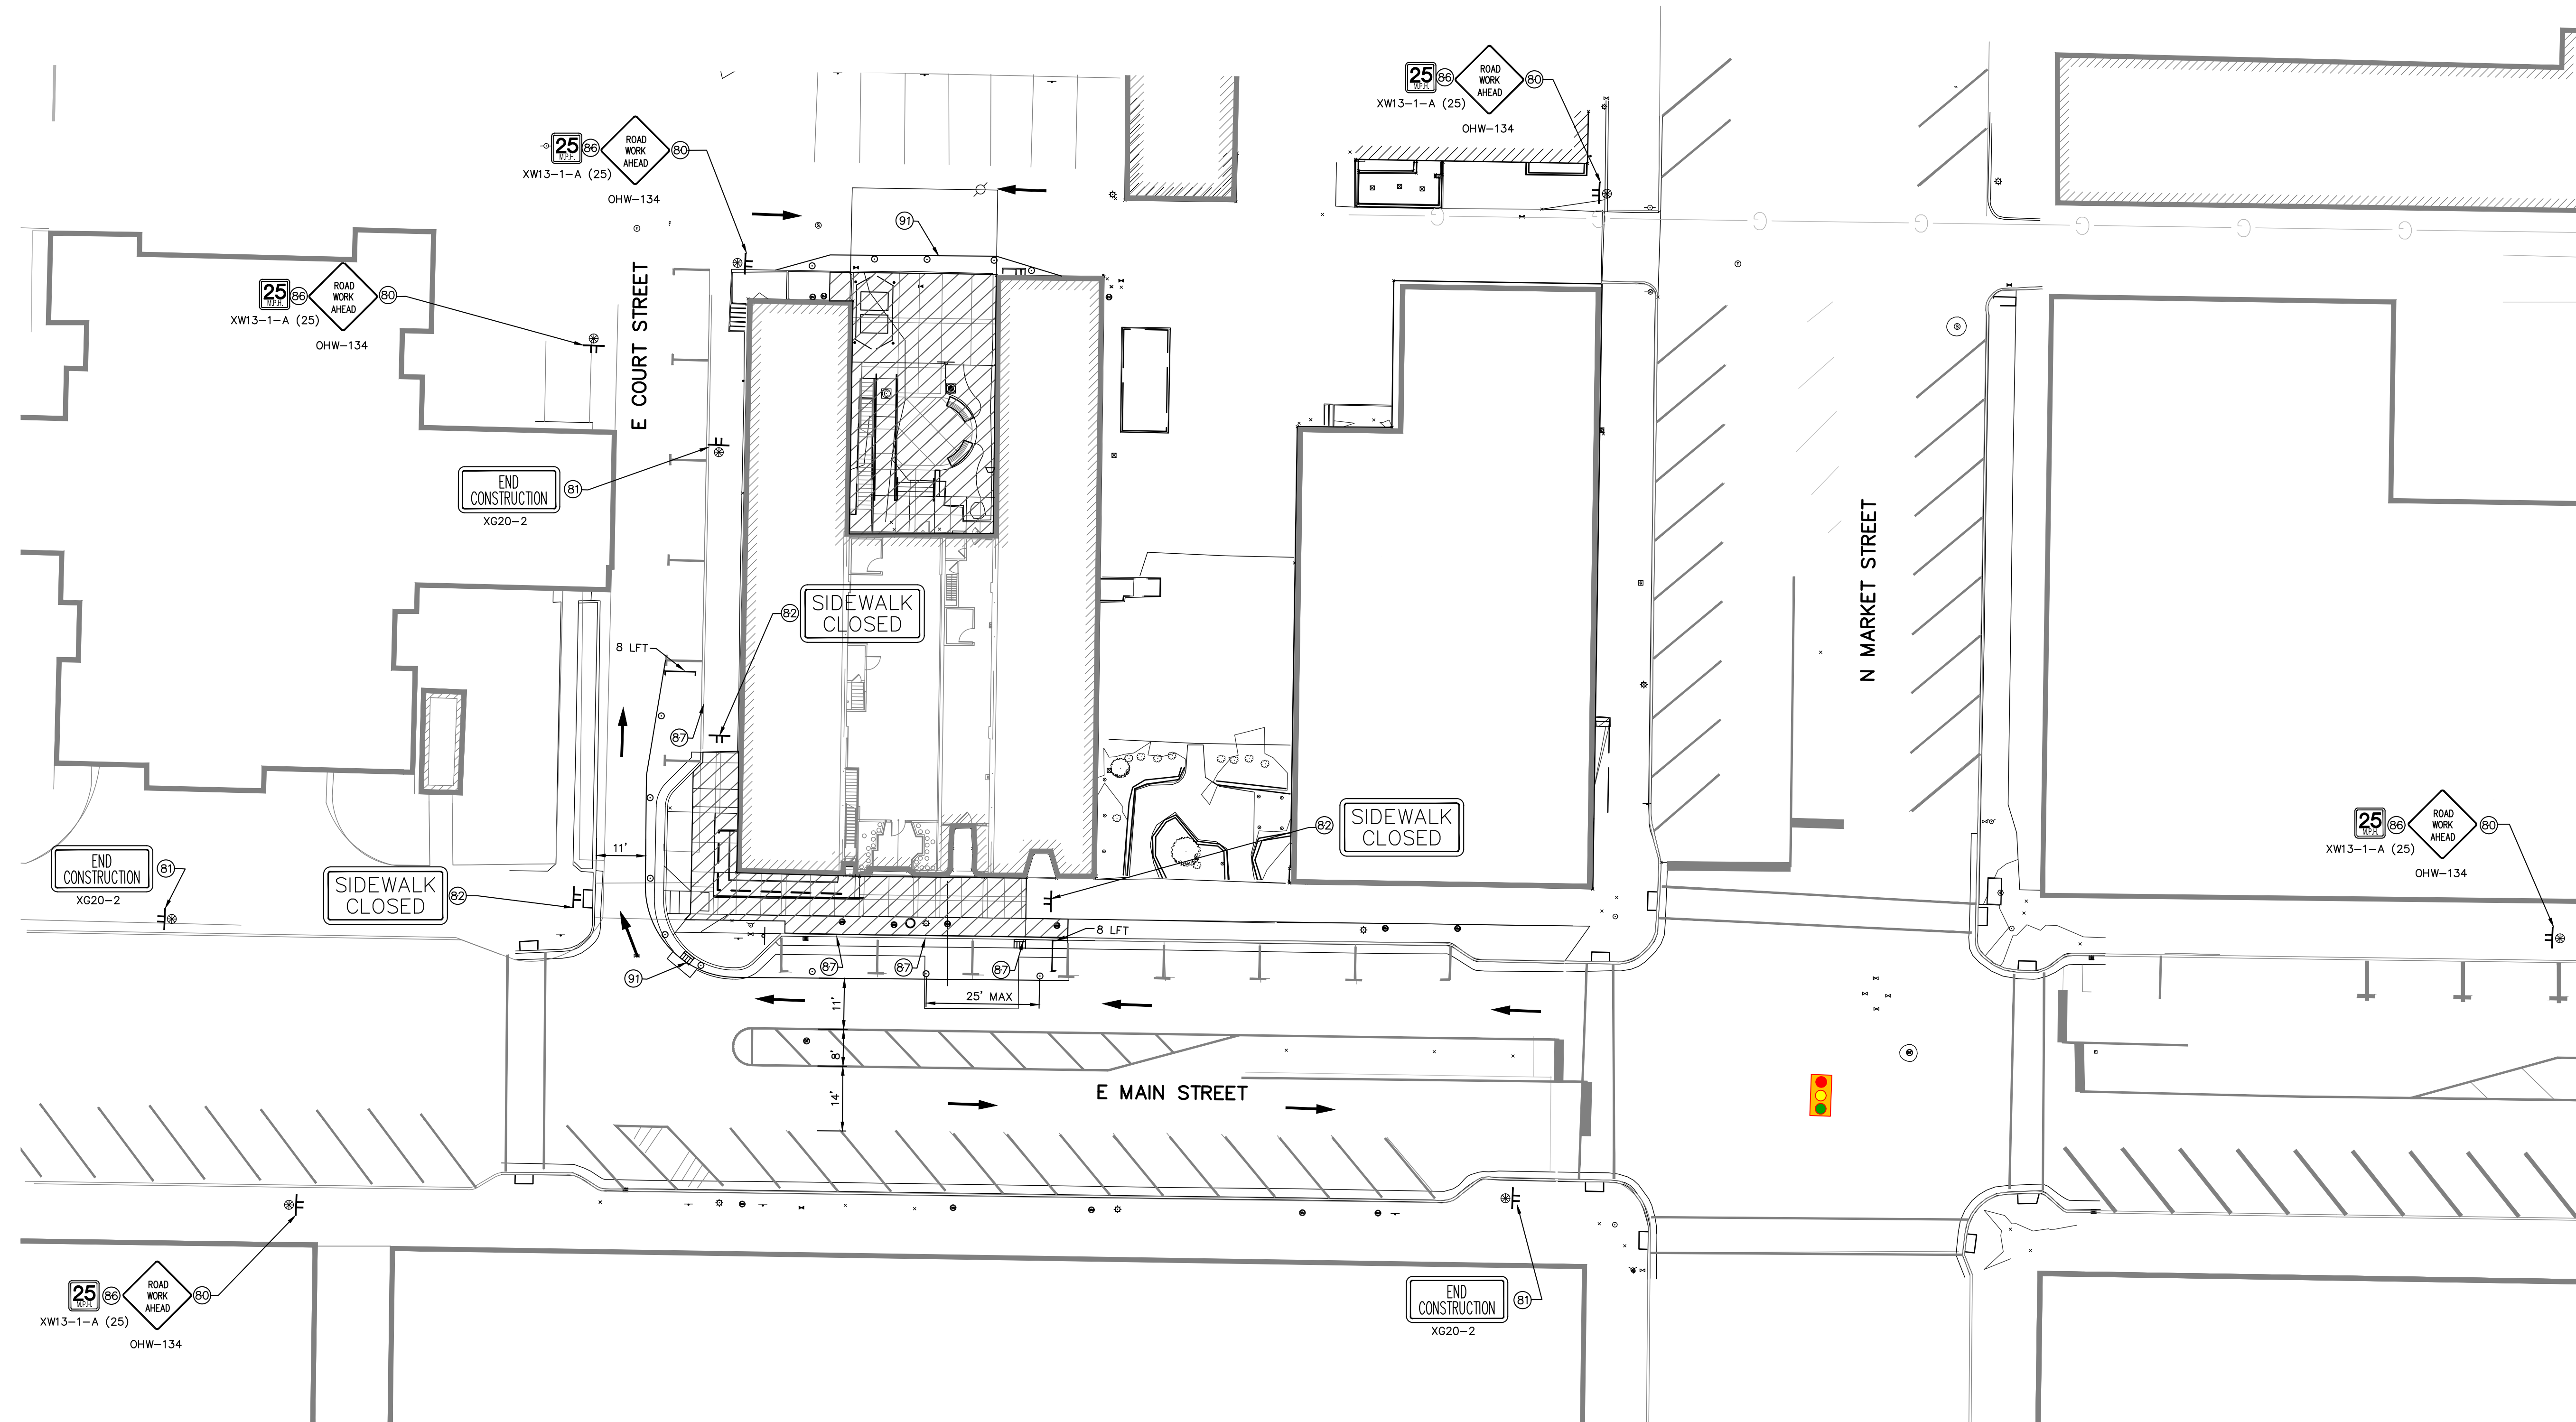 25
M.P.H.
86
ROAD
WORK
AHEAD
80
XW13-1-A (25)
OHW-134
25
M.P.H.
86
ROAD
WORK
AHEAD
80
XW13-1-A (25)
OHW-134
91
25
M.P.H.
86
ROAD
WORK
AHEAD
80
XW13-1-A (25)
OHW-134
E COURT STREET
END
CONSTRUCTION
81
XG20-2
82
SIDEWALK
CLOSED
N MARKET STREET
8 LFT
87
82
SIDEWALK
CLOSED
25
M.P.H.
86
ROAD
WORK
AHEAD
80
XW13-1-A (25)
OHW-134
11'
END
CONSTRUCTION
81
XG20-2
SIDEWALK
CLOSED
82
8 LFT
91
87
87
87
25' MAX
11'
8'
14'
E MAIN STREET
25
M.P.H.
86
ROAD
WORK
AHEAD
80
XW13-1-A (25)
OHW-134
END
CONSTRUCTION
81
XG20-2